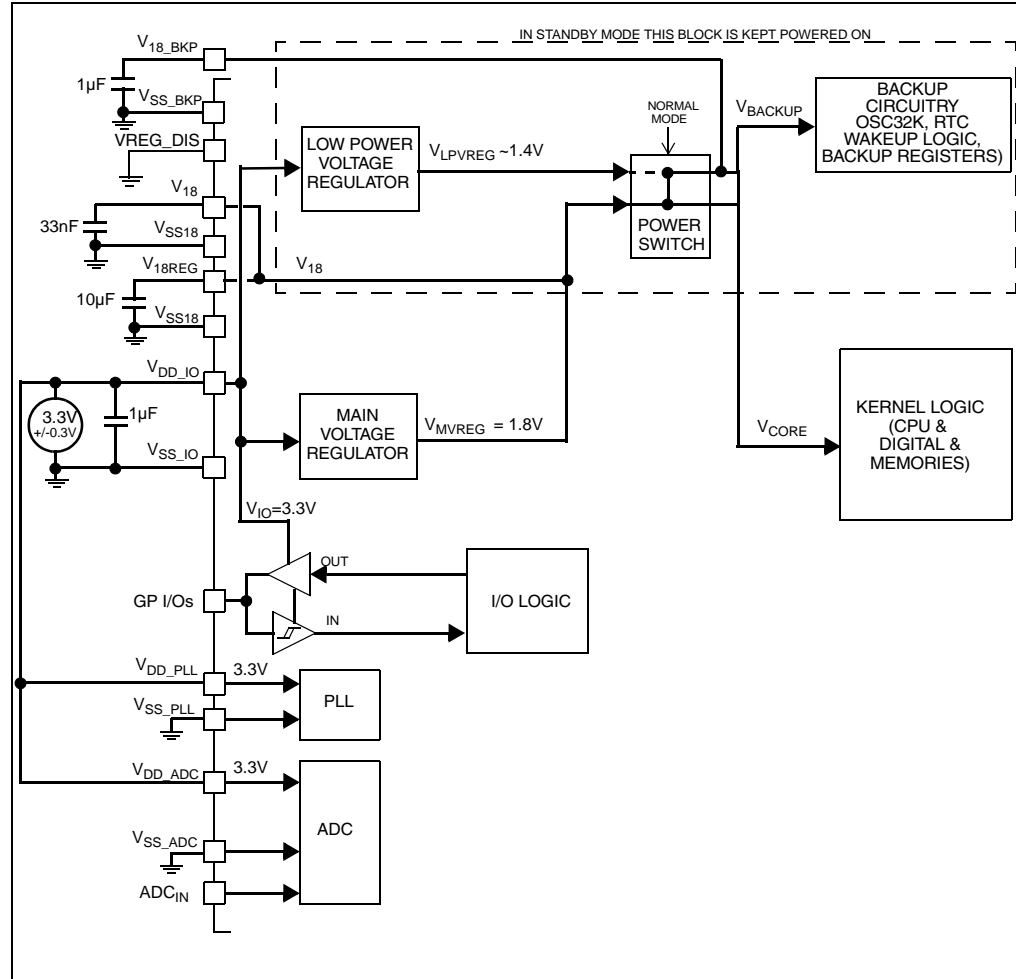 IN STANDBY MODE THIS BLOCK IS KEPT POWERED ON
V18_BKP
1µF
VSS_BKP
VREG_DIS
V18
33nF
VSS18
V18REG
10µF
VSS18
VDD_IO
3.3V
+/-0.3V
1µF
VSS_IO
LOW POWER
VOLTAGE
REGULATOR
VLPVREG ~1.4V
NORMAL
MODE
POWER
SWITCH
VBACKUP
BACKUP
CIRCUITRY
OSC32K, RTC
WAKEUP LOGIC,
BACKUP REGISTERS)
V18
MAIN
VOLTAGE
REGULATOR
VMVREG = 1.8V
VCORE
KERNEL LOGIC
(CPU &
DIGITAL &
MEMORIES)
VIO=3.3V
OUT
GP I/Os
IN
I/O LOGIC
VDD_PLL
3.3V
VSS_PLL
PLL
VDD_ADC
3.3V
VSS_ADC
ADC
ADCIN